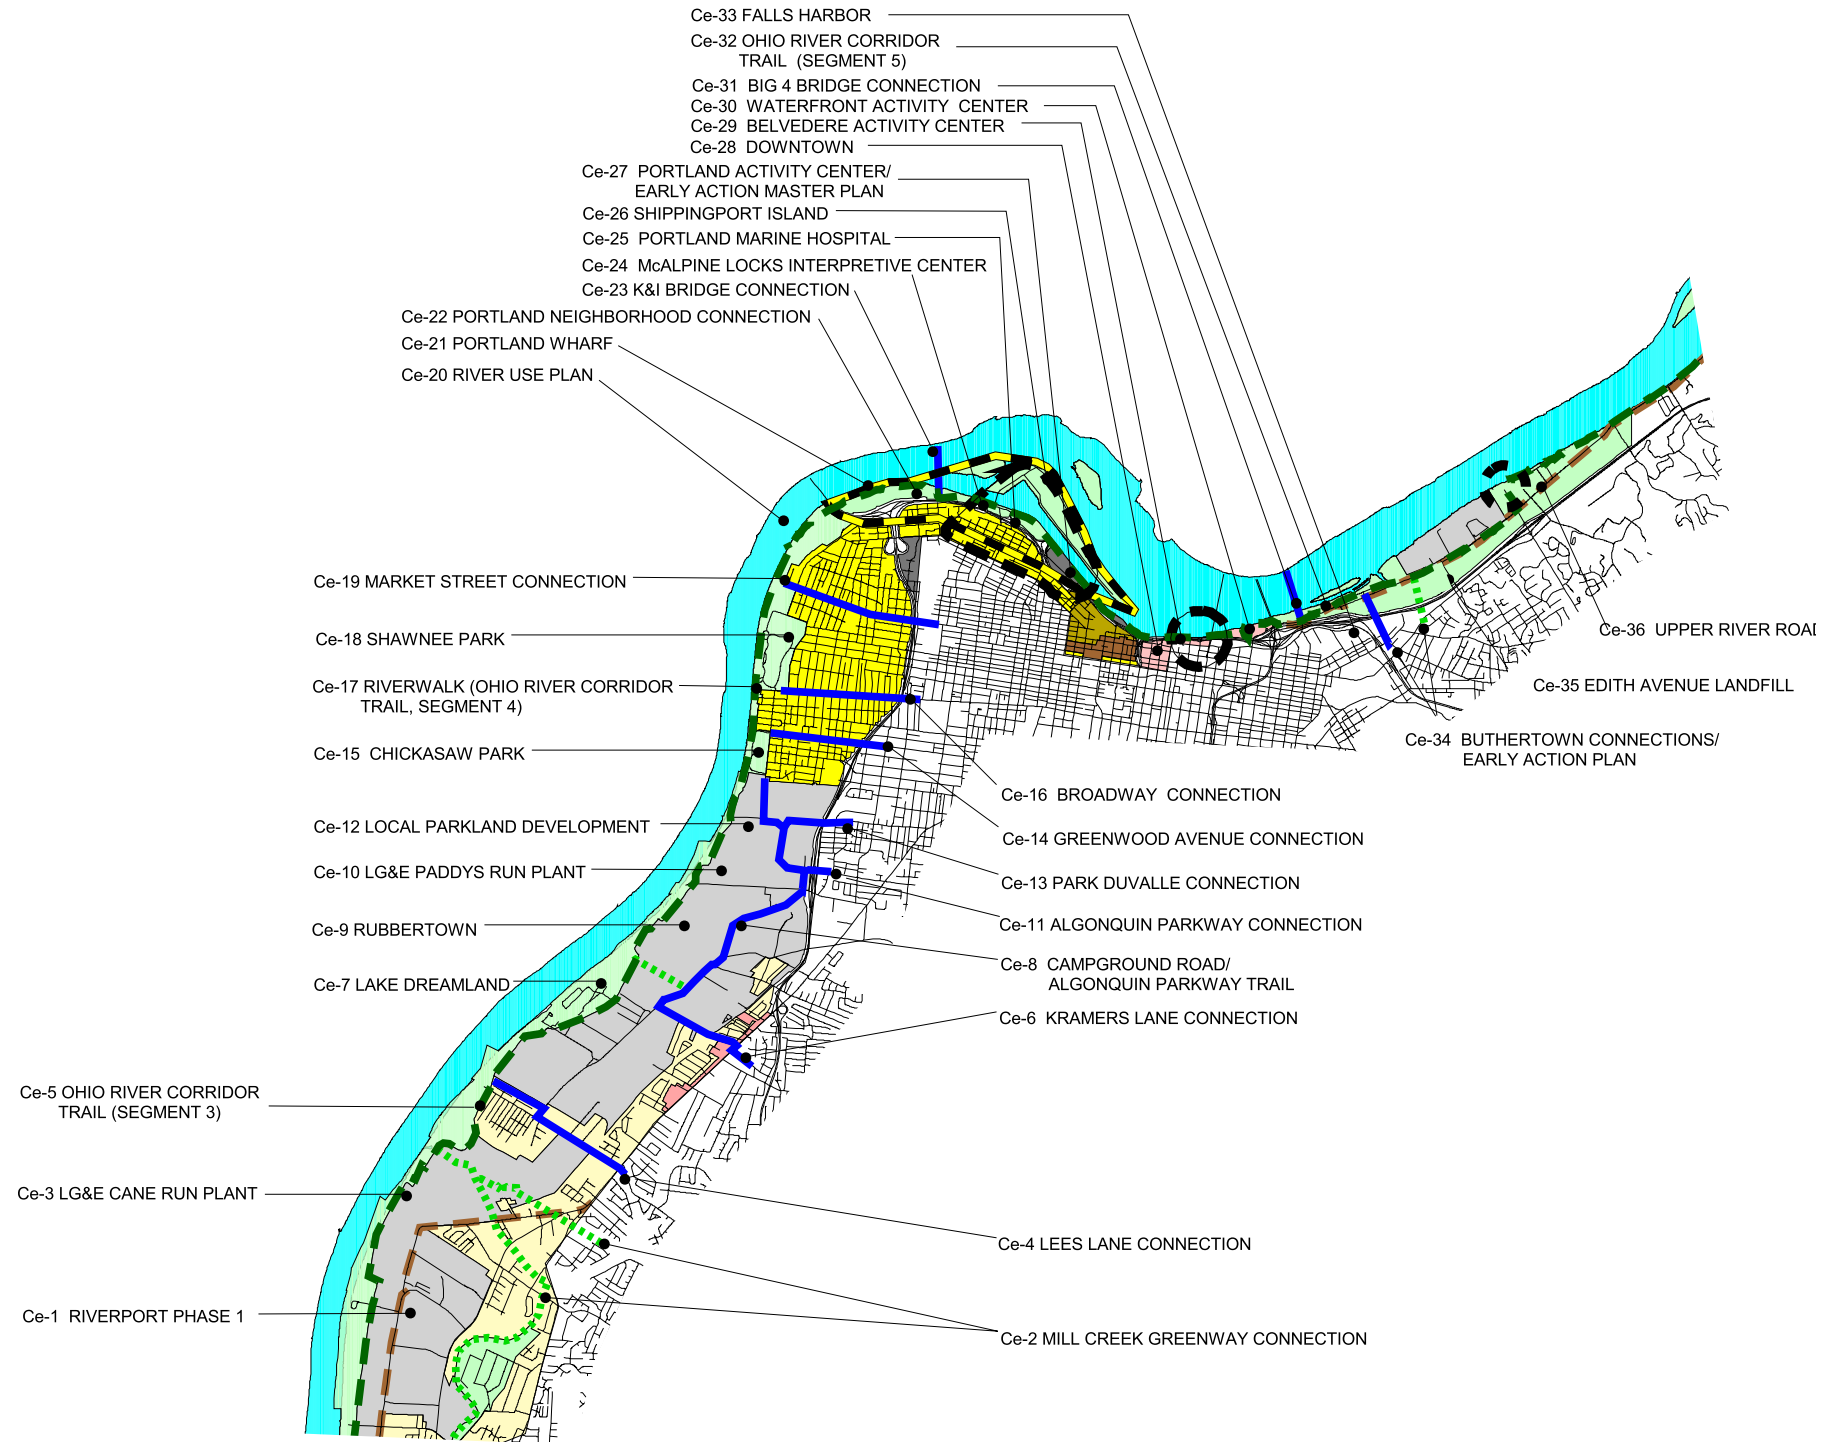 Ce-33 FALLS HARBOR
Ce-32 OHIO RIVER CORRIDOR
TRAIL (SEGMENT 5)
Ce-31 BIG 4 BRIDGE CONNECTION
Ce-30 WATERFRONT ACTIVITY CENTER
Ce-29 BELVEDERE ACTIVITY CENTER
Ce-28 DOWNTOWN
Ce-27 PORTLAND ACTIVITY CENTER/
EARLY ACTION MASTER PLAN
Ce-26 SHIPPINGPORT ISLAND
Ce-25 PORTLAND MARINE HOSPITAL
Ce-24 McALPINE LOCKS INTERPRETIVE CENTER
Ce-23 K&I BRIDGE CONNECTION
Ce-22 PORTLAND NEIGHBORHOOD CONNECTION
Ce-21 PORTLAND WHARF
Ce-20 RIVER USE PLAN
Ce-19 MARKET STREET CONNECTION
Ce-18 SHAWNEE PARK
Ce-17 RIVERWALK (OHIO RIVER CORRIDOR
TRAIL, SEGMENT 4)
Ce-15 CHICKASAW PARK
Ce-12 LOCAL PARKLAND DEVELOPMENT
Ce-10 LG&E PADDYS RUN PLANT
Ce-9 RUBBERTOWN
Ce-7 LAKE DREAMLAND
Ce-5 OHIO RIVER CORRIDOR
TRAIL (SEGMENT 3)
Ce-3 LG&E CANE RUN PLANT
Ce-1 RIVERPORT PHASE 1
Ce-36 UPPER RIVER ROAD
Ce-35 EDITH AVENUE LANDFILL
Ce-34 BUTHERTOWN CONNECTIONS/
EARLY ACTION PLAN
Ce-16 BROADWAY CONNECTION
Ce-14 GREENWOOD AVENUE CONNECTION
Ce-13 PARK DUVALLE CONNECTION
Ce-11 ALGONQUIN PARKWAY CONNECTION
Ce-8 CAMPGROUND ROAD/
ALGONQUIN PARKWAY TRAIL
Ce-6 KRAMERS LANE CONNECTION
Ce-4 LEES LANE CONNECTION
Ce-2 MILL CREEK GREENWAY CONNECTION